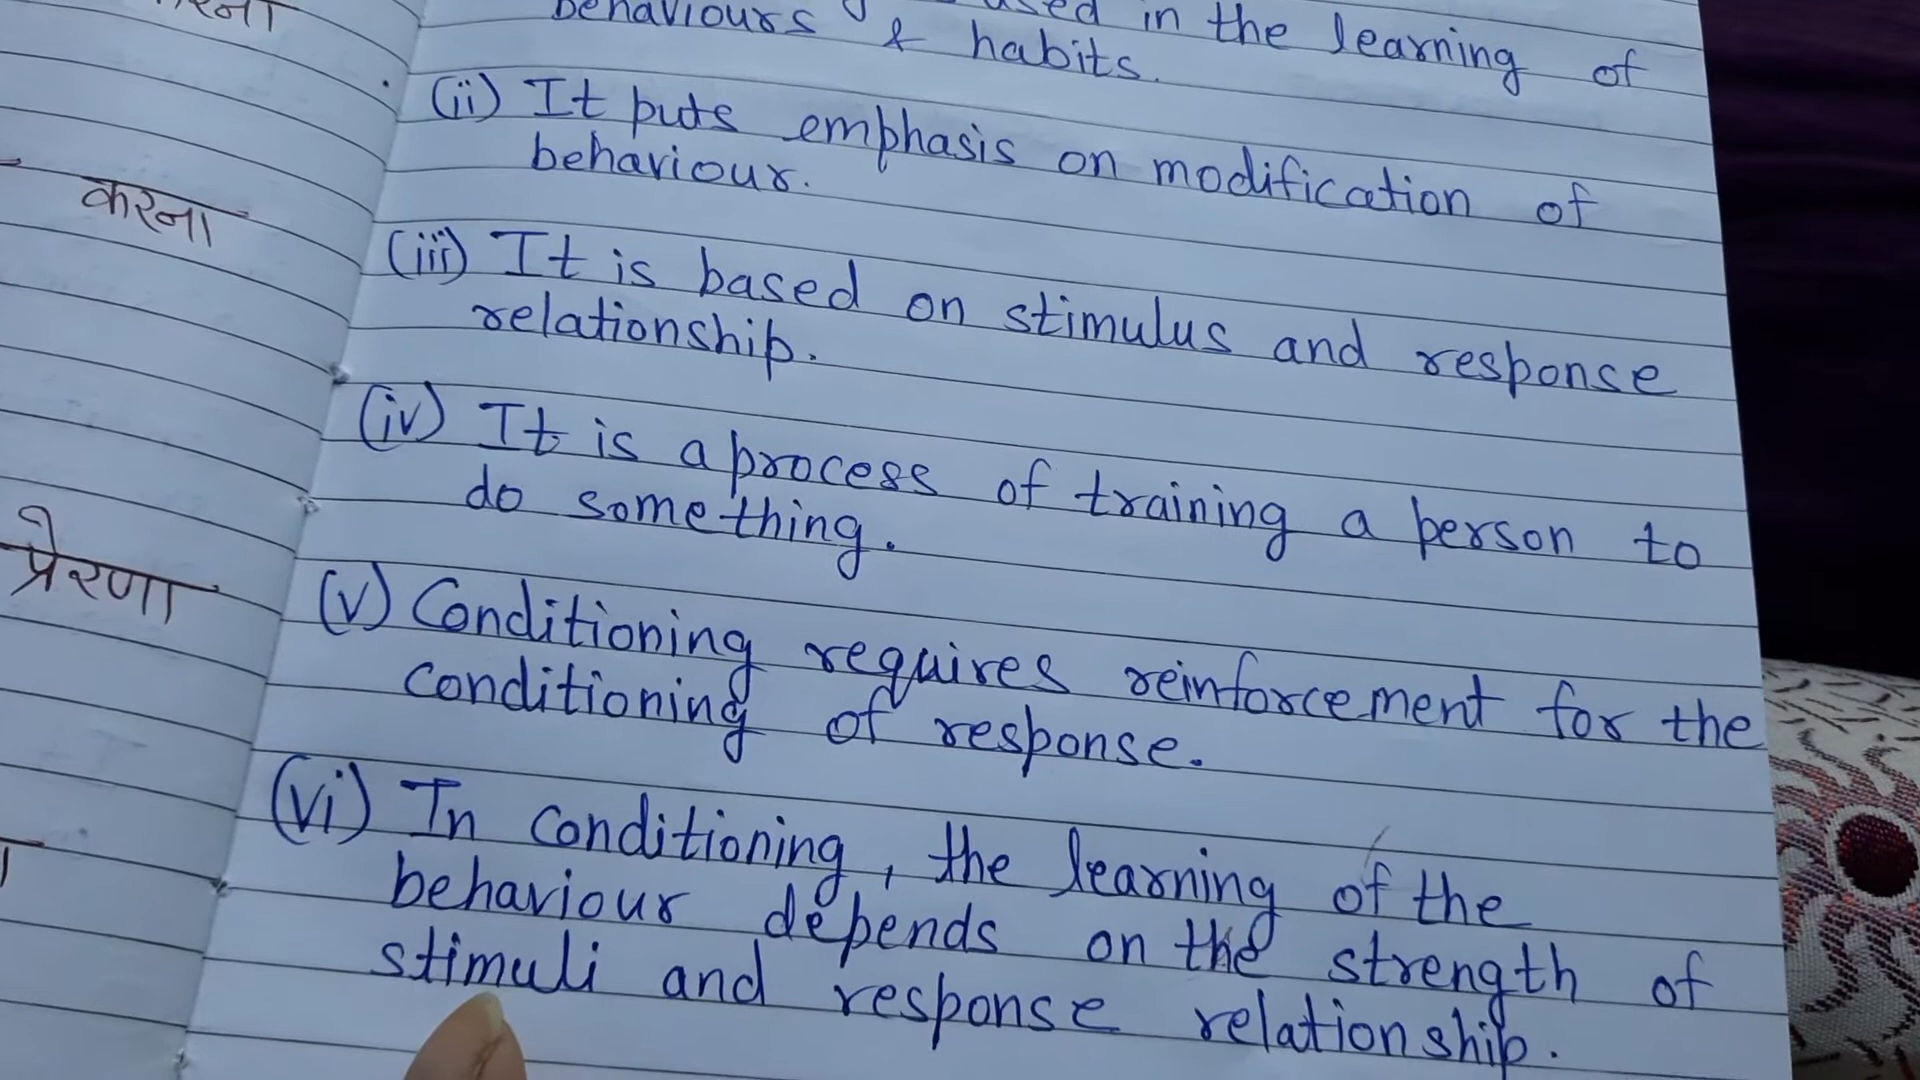 करना
प्रेरणा
used in the learning of
behaviours & habits.
(ii) It puts emphasis on modification of
behaviour.
(iii) It is based on stimulus and response
relationship.
(iv) It is a process of training a person to
do something.
(v) Conditioning requires reinforcement for the
conditioning of response.
(vi) In conditioning, the learning of the
behaviour depends on the strength of
stimuli and response relationship.